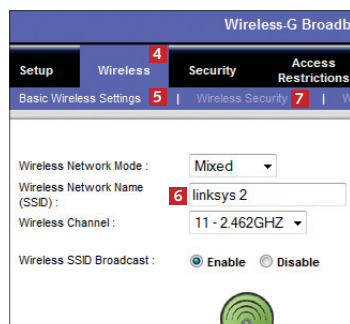 Wireless-G Broadb
4
Setup Wireless Security Access Restrictions
Basic Wireless Settings 5 | Wireless Security 7 | W
Wireless Network Mode : Mixed
Wireless Network Name (SSID) : 6 linksys 2
Wireless Channel : 11 - 2.462GHZ
Wireless SSID Broadcast : Enable Disable